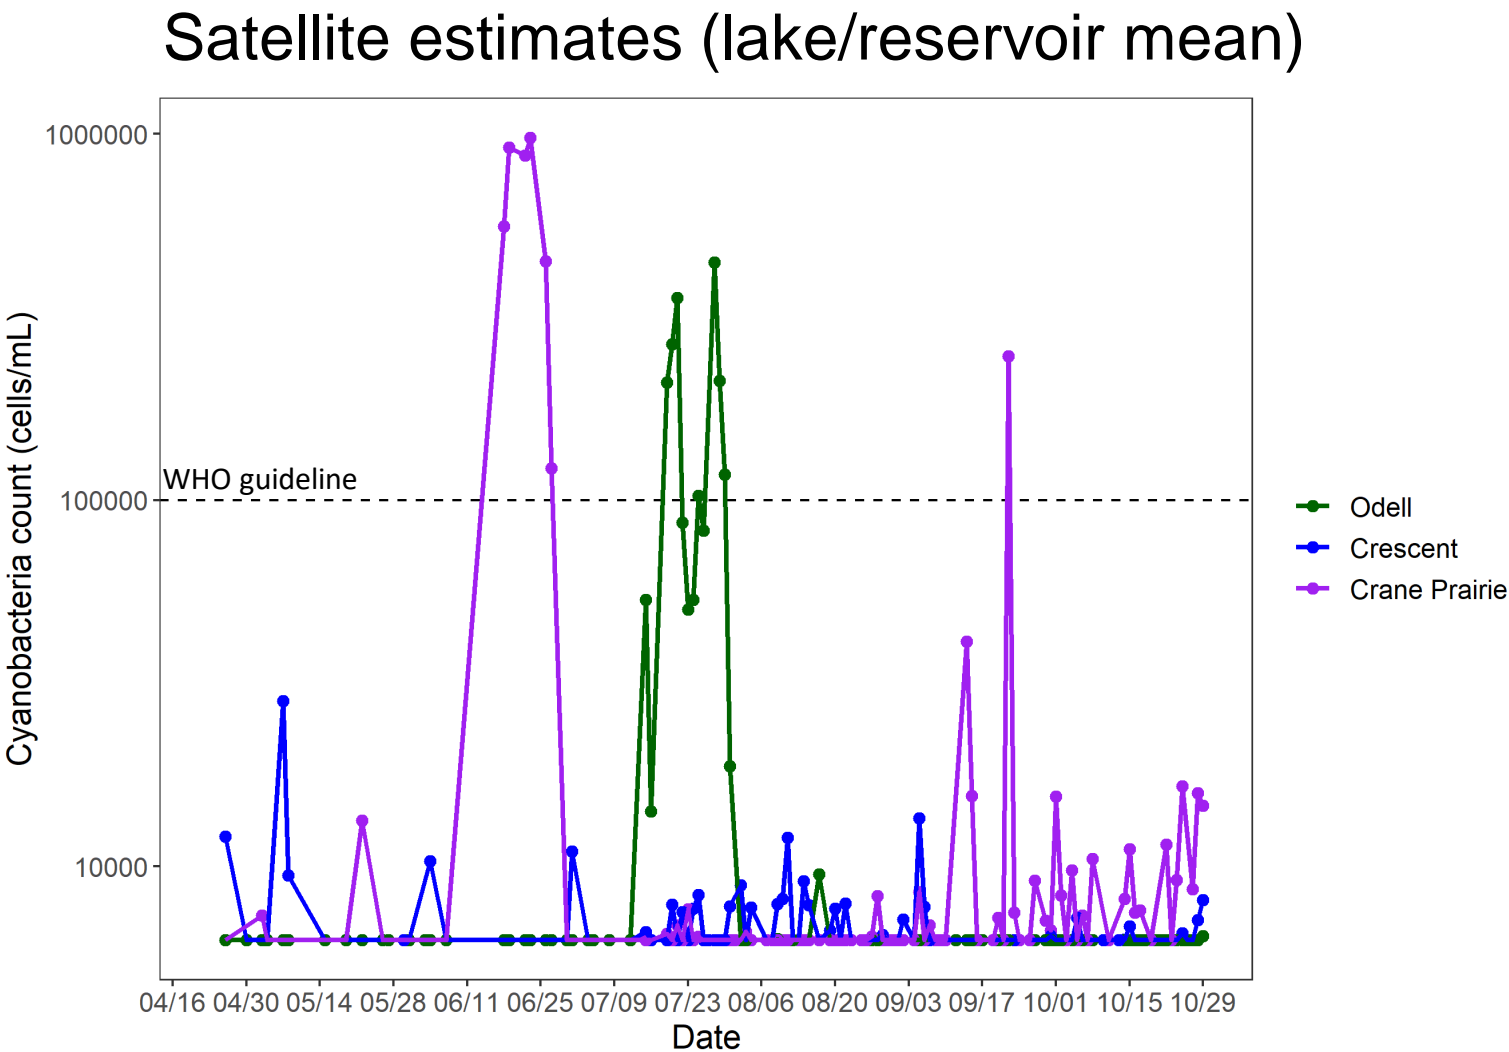 Satellite estimates (lake/reservoir mean)
1000000
100000
10000
Cyanobacteria count (cells/mL)
WHO guideline
Odell
Crescent
Crane Prairie
04/16 04/30 05/14 05/28 06/11 06/25 07/09 07/23 08/06 08/20 09/03 09/17 10/01 10/15 10/29
Date